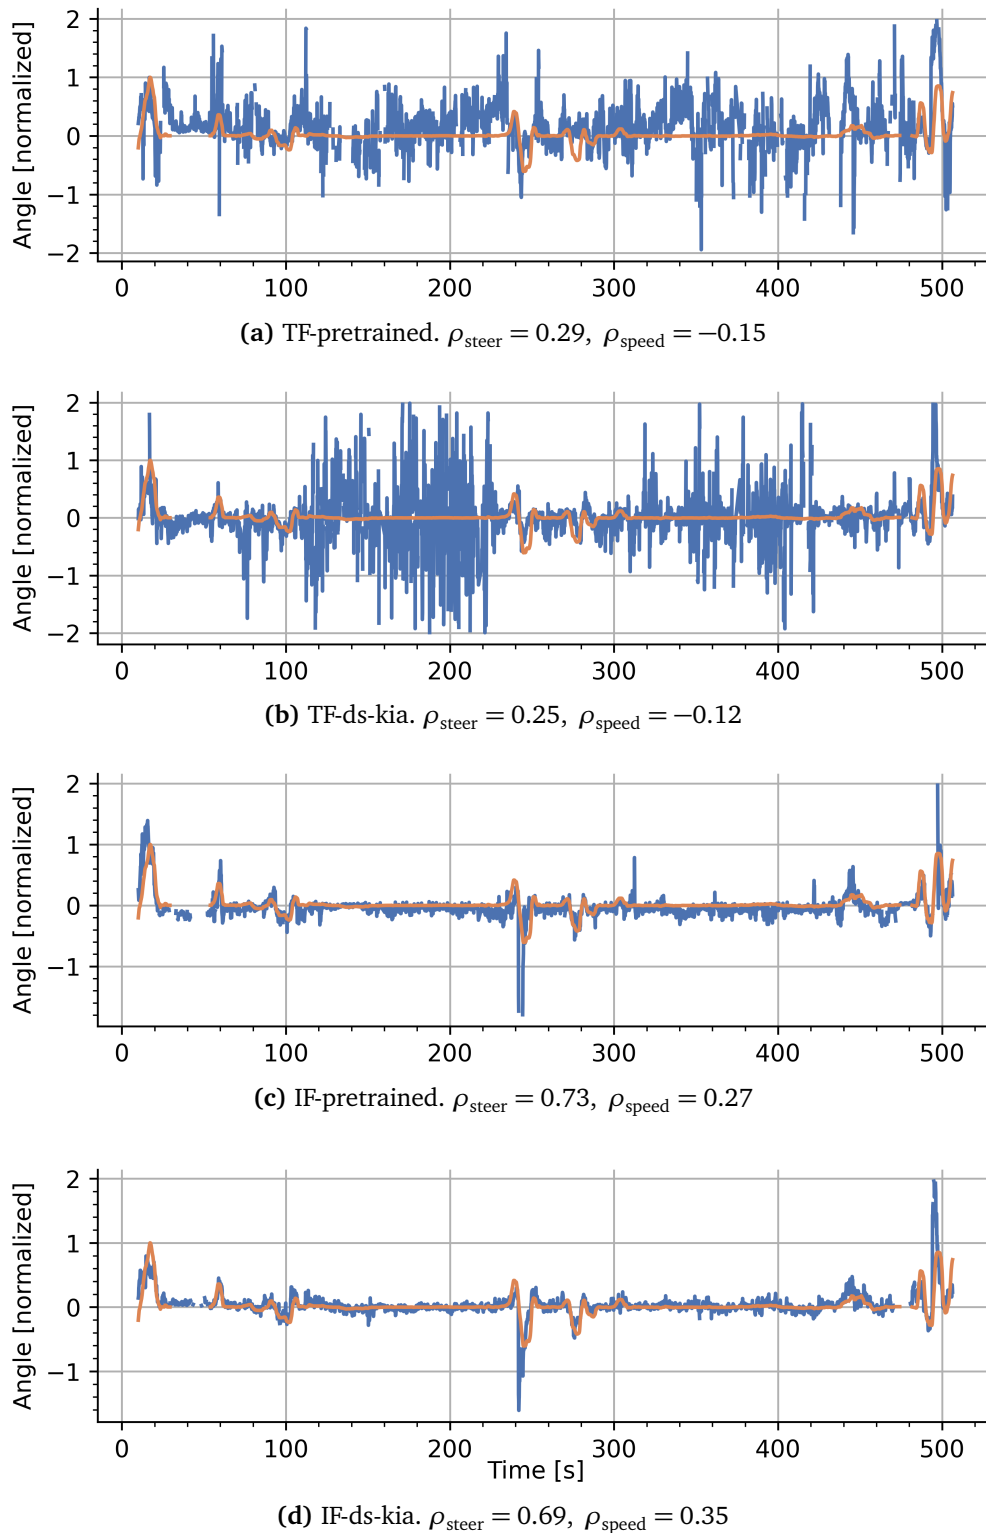 2
1
0
−1
−2
Angle [normalized]
0 100 200 300 400 500
(a) TF-pretrained. ρsteer = 0.29, ρspeed = −0.15
2
1
0
−1
−2
Angle [normalized]
0 100 200 300 400 500
(b) TF-ds-kia. ρsteer = 0.25, ρspeed = −0.12
2
1
0
−1
Angle [normalized]
0 100 200 300 400 500
(c) IF-pretrained. ρsteer = 0.73, ρspeed = 0.27
2
1
0
−1
Angle [normalized]
0 100 200 300 400 500
Time [s]
(d) IF-ds-kia. ρsteer = 0.69, ρspeed = 0.35